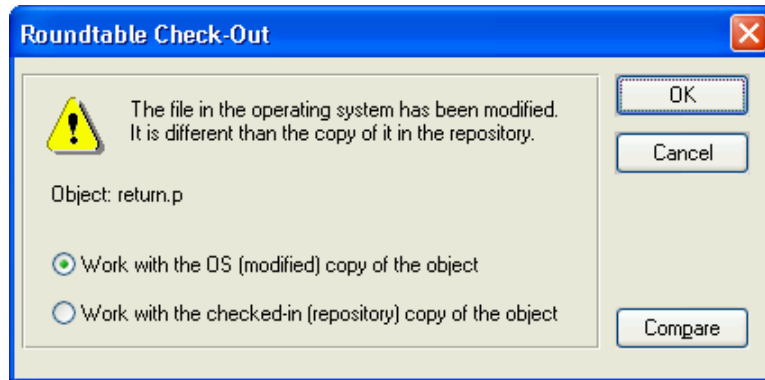 Roundtable Check-Out
The file in the operating system has been modified.
It is different than the copy of it in the repository.
Object: return.p
Work with the OS (modified) copy of the object
Work with the checked-in (repository) copy of the object
OK
Cancel
Compare